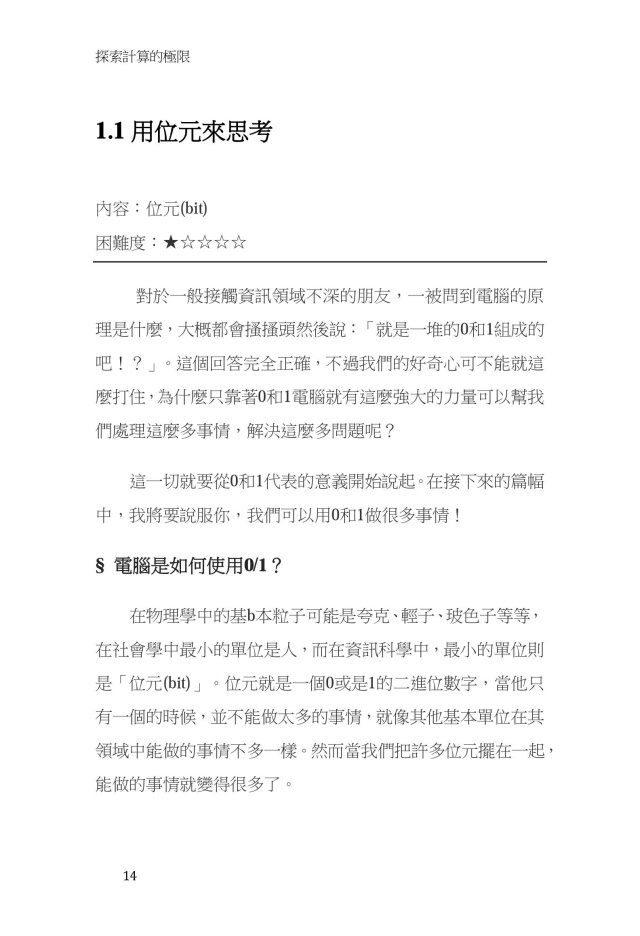 探索計算的極限
1.1 用位元來思考
內容：位元(bit)
困難度：★☆☆☆☆
對於一般接觸資訊領域不深的朋友，一被問到電腦的原
理是什麼，大概都會搔搔頭然後說：「就是一堆的0和1組成的
吧！？」。這個回答完全正確，不過我們的好奇心可不能就這
麼打住，為什麼只靠著0和1電腦就有這麼強大的力量可以幫我
們處理這麼多事情，解決這麼多問題呢？
這一切就要從0和1代表的意義開始說起。在接下來的篇幅
中，我將要說服你，我們可以用0和1做很多事情！
§ 電腦是如何使用0/1？
在物理學中的基b本粒子可能是夸克、輕子、玻色子等等，
在社會學中最小的單位是人，而在資訊科學中，最小的單位則
是「位元(bit)」。位元就是一個0或是1的二進位數字，當他只
有一個的時候，並不能做太多的事情，就像其他基本單位在其
領域中能做的事情不多一樣。然而當我們把許多位元擺在一起，
能做的事情就變得很多了。
14